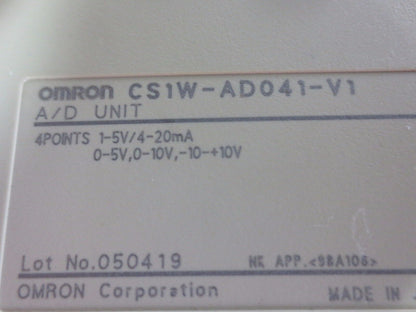 OMRON CS1W-AD041-V1
A/D UNIT
4POINTS 1-5V/4-20mA
0-5V,0-10V,-10-+10V
Lot No.050419 NK APP.<98A106>
OMRON Corporation MADE IN